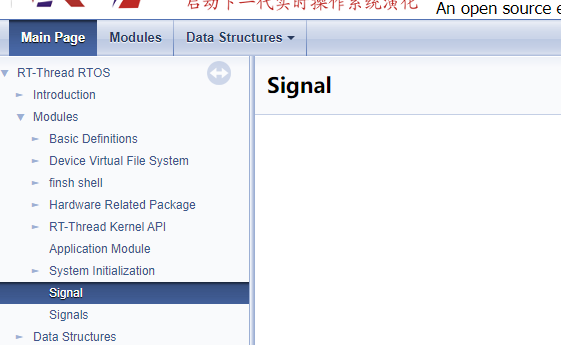 启动下一代实时操作系统演化
An open source e
Main Page
Modules
Data Structures
RT-Thread RTOS
Introduction
Modules
Basic Definitions
Device Virtual File System
finsh shell
Hardware Related Package
RT-Thread Kernel API
Application Module
System Initialization
Signal
Signals
Data Structures
Signal